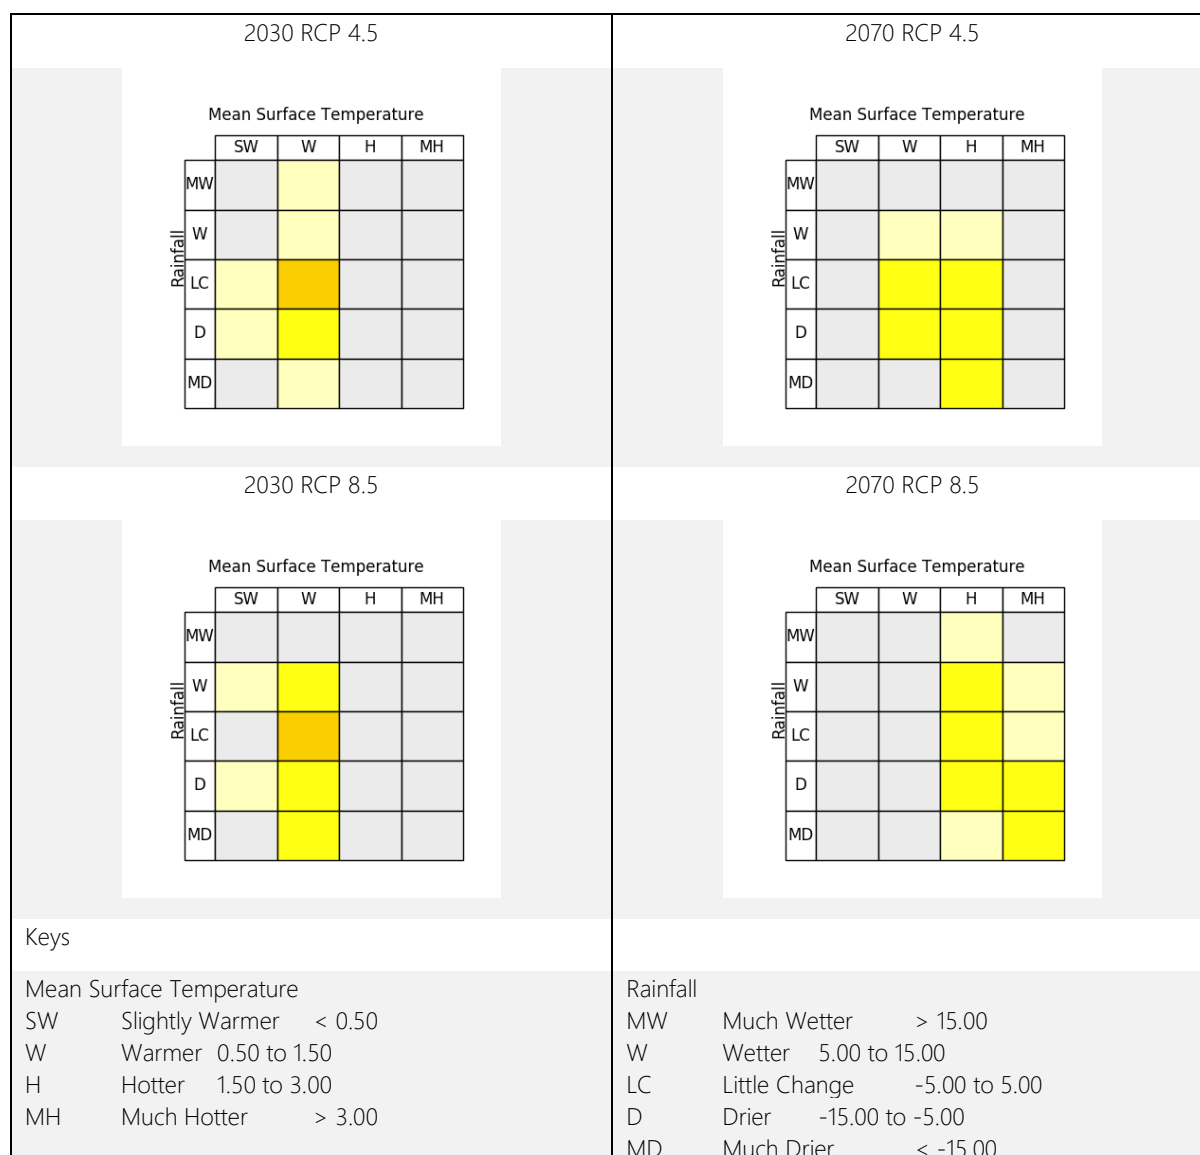 2030 RCP 4.5
2070 RCP 4.5
Mean Surface Temperature
SW W H MH
Rainfall
MW
W
LC
D
MD
Mean Surface Temperature
SW W H MH
Rainfall
MW
W
LC
D
MD
2030 RCP 8.5
2070 RCP 8.5
Mean Surface Temperature
SW W H MH
Rainfall
MW
W
LC
D
MD
Mean Surface Temperature
SW W H MH
Rainfall
MW
W
LC
D
MD
Keys
Mean Surface Temperature
SW Slightly Warmer < 0.50
W Warmer 0.50 to 1.50
H Hotter 1.50 to 3.00
MH Much Hotter > 3.00
Rainfall
MW Much Wetter > 15.00
W Wetter 5.00 to 15.00
LC Little Change -5.00 to 5.00
D Drier -15.00 to -5.00
MD Much Drier < -15.00